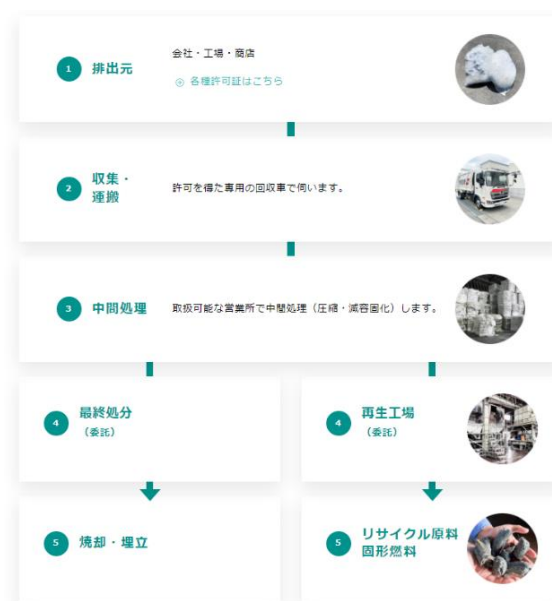 1
排出元
会社・工場・商店
◎ 各種許可証はこちら
2
収集・
運搬
許可を得た専用の回収車で伺います。
3
中間処理
取扱可能な営業所で中間処理（圧縮・減容固化）します。
4
最終処分
（委託）
4
再生工場
（委託）
5
焼却・埋立
5
リサイクル原料
固形燃料